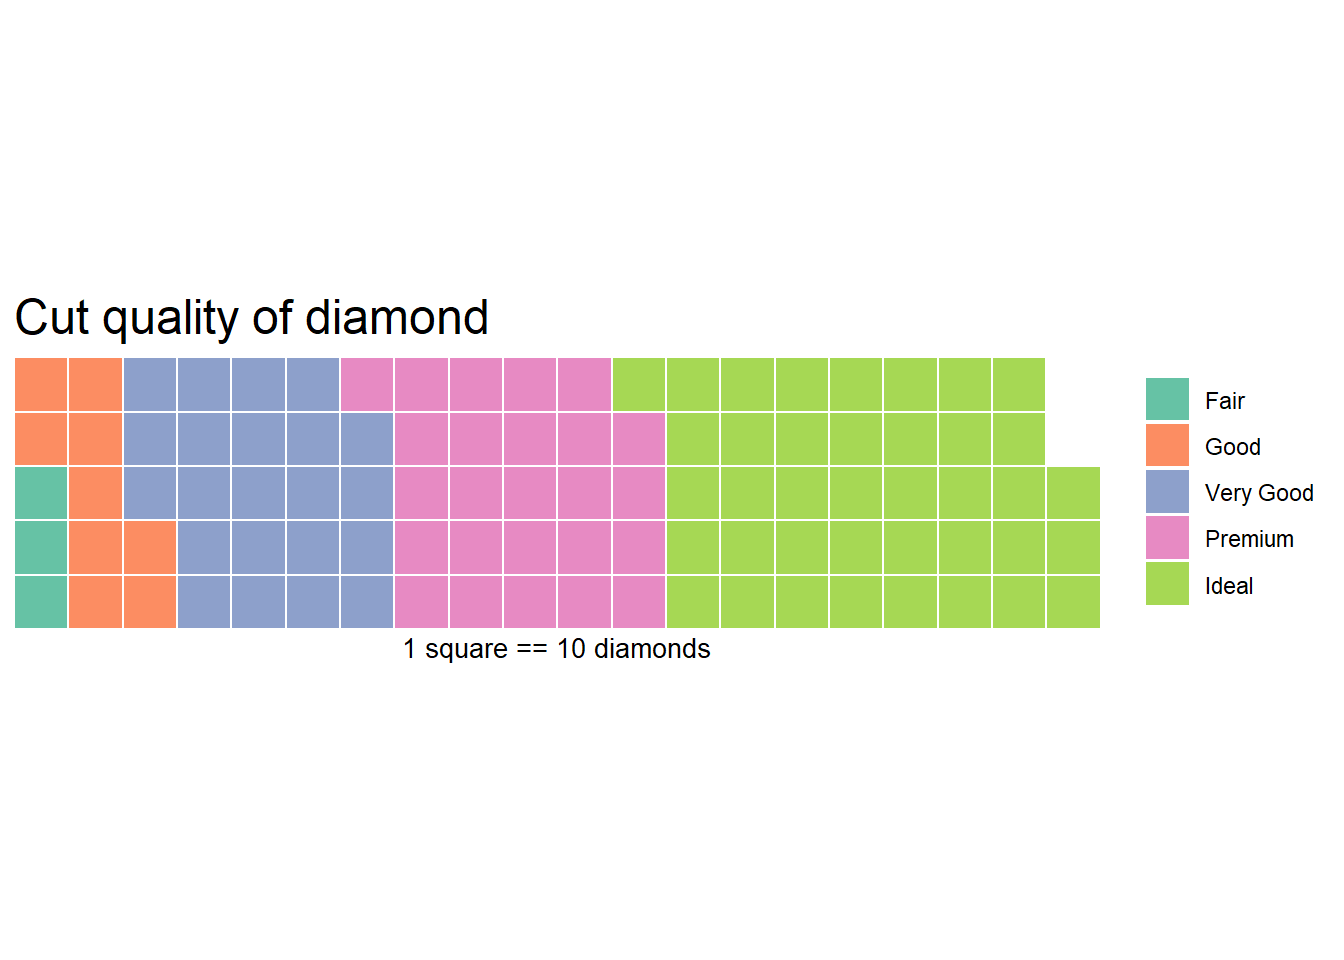 Cut quality of diamond
Fair
Good
Very Good
Premium
Ideal
1 square == 10 diamonds